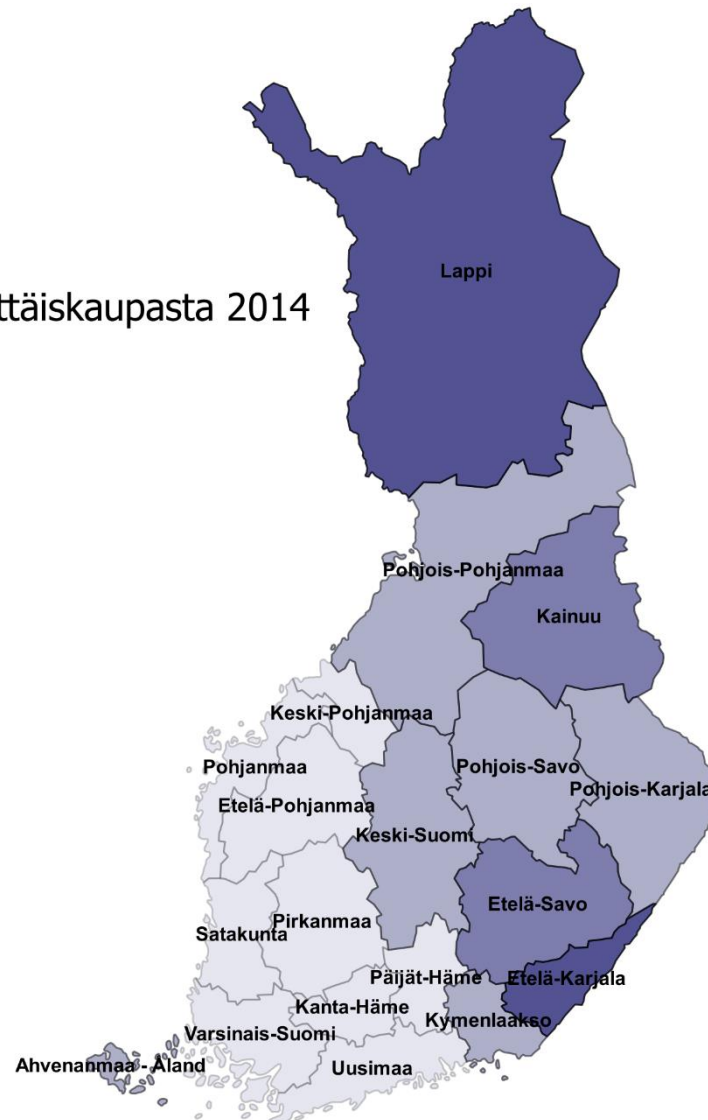 Lappi
ttäiskaupasta 2014
Pohjois-Pohjanmaa
Kainuu
Keski-Pohjanmaa
Pohjanmaa
Pohjois-Savo
Pohjois-Karjala
Etelä-Pohjanmaa
Keski-Suomi
Etelä-Savo
Pirkanmaa
Satakunta
Päijät-Häme
Etelä-Karjala
Kanta-Häme
Kymenlaakso
Varsinais-Suomi
Ahvenanmaa - Åland
Uusimaa